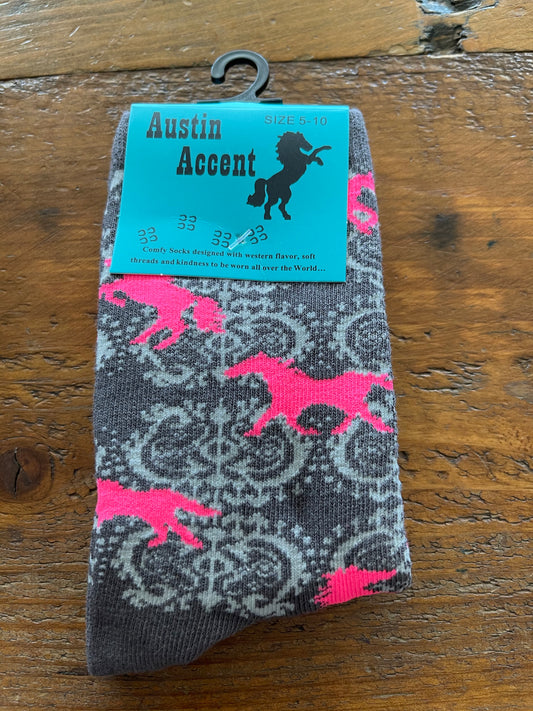 Austin
SIZE 5-10
Accent
Comfy Socks designed with western flavor, soft
threads and kindness to be worn all over the World...